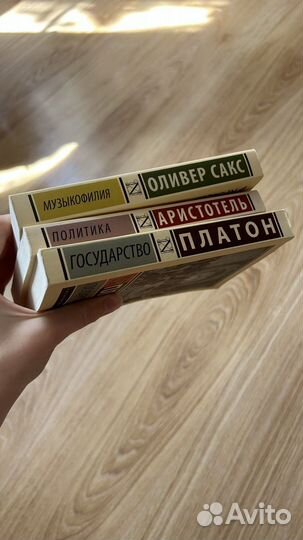 МУЗЫКОФИЛИЯ N ОЛИВЕР САКС
ПОЛИТИКА N АРИСТОТЕЛЬ
ГОСУДАРСТВО N ПЛАТОН
Avito